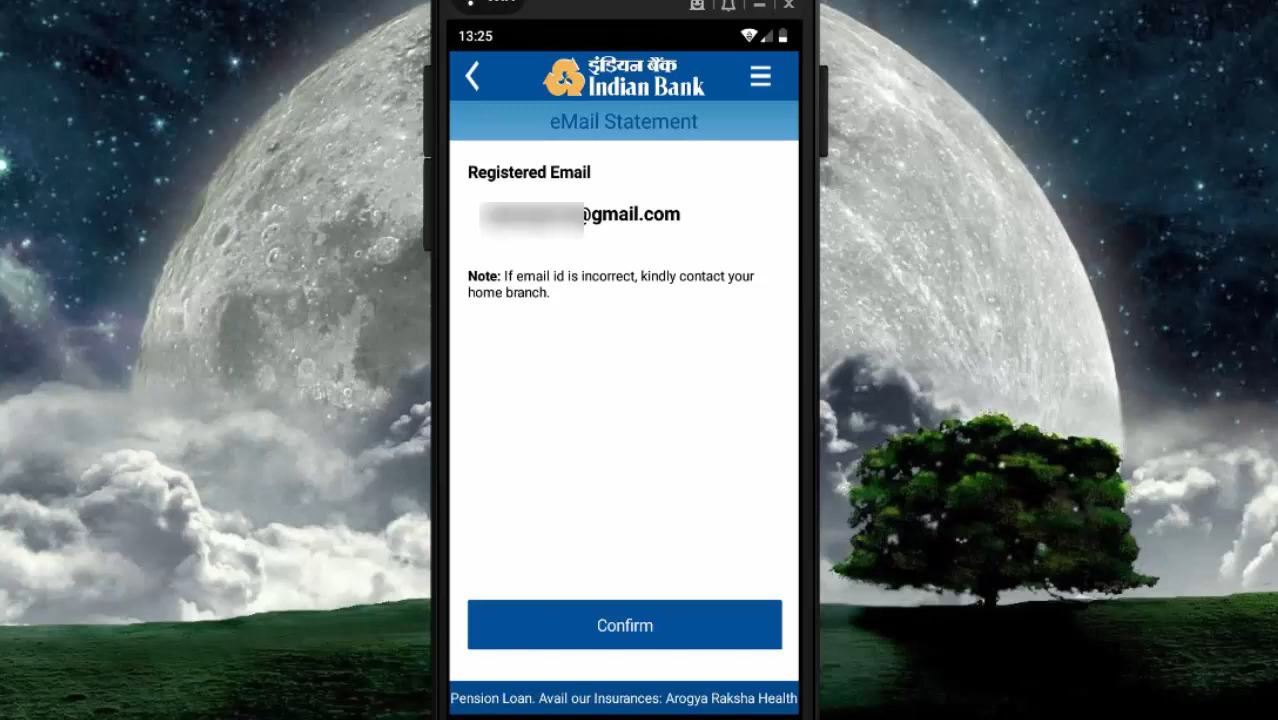 13:25
इंडियन बैंक
Indian Bank
eMail Statement
Registered Email
@gmail.com
Note: If email id is incorrect, kindly contact your
home branch.
Confirm
Pension Loan. Avail our Insurances: Arogya Raksha Health